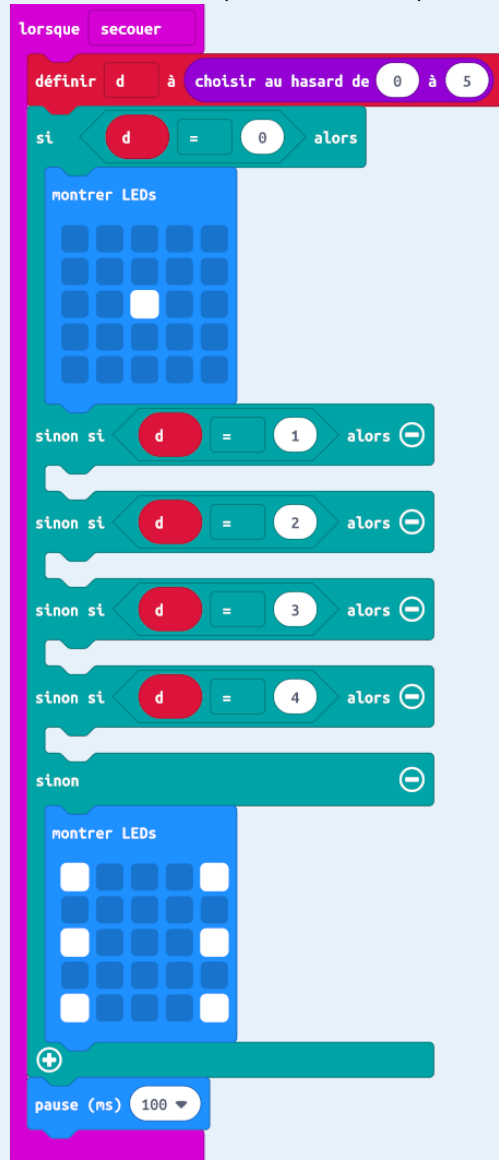 lorsque secouer
définir d à choisir au hasard de 0 à 5
si d = 0 alors
montrer LEDs
sinon si d = 1 alors
sinon si d = 2 alors
sinon si d = 3 alors
sinon si d = 4 alors
sinon
montrer LEDs
pause (ms) 100